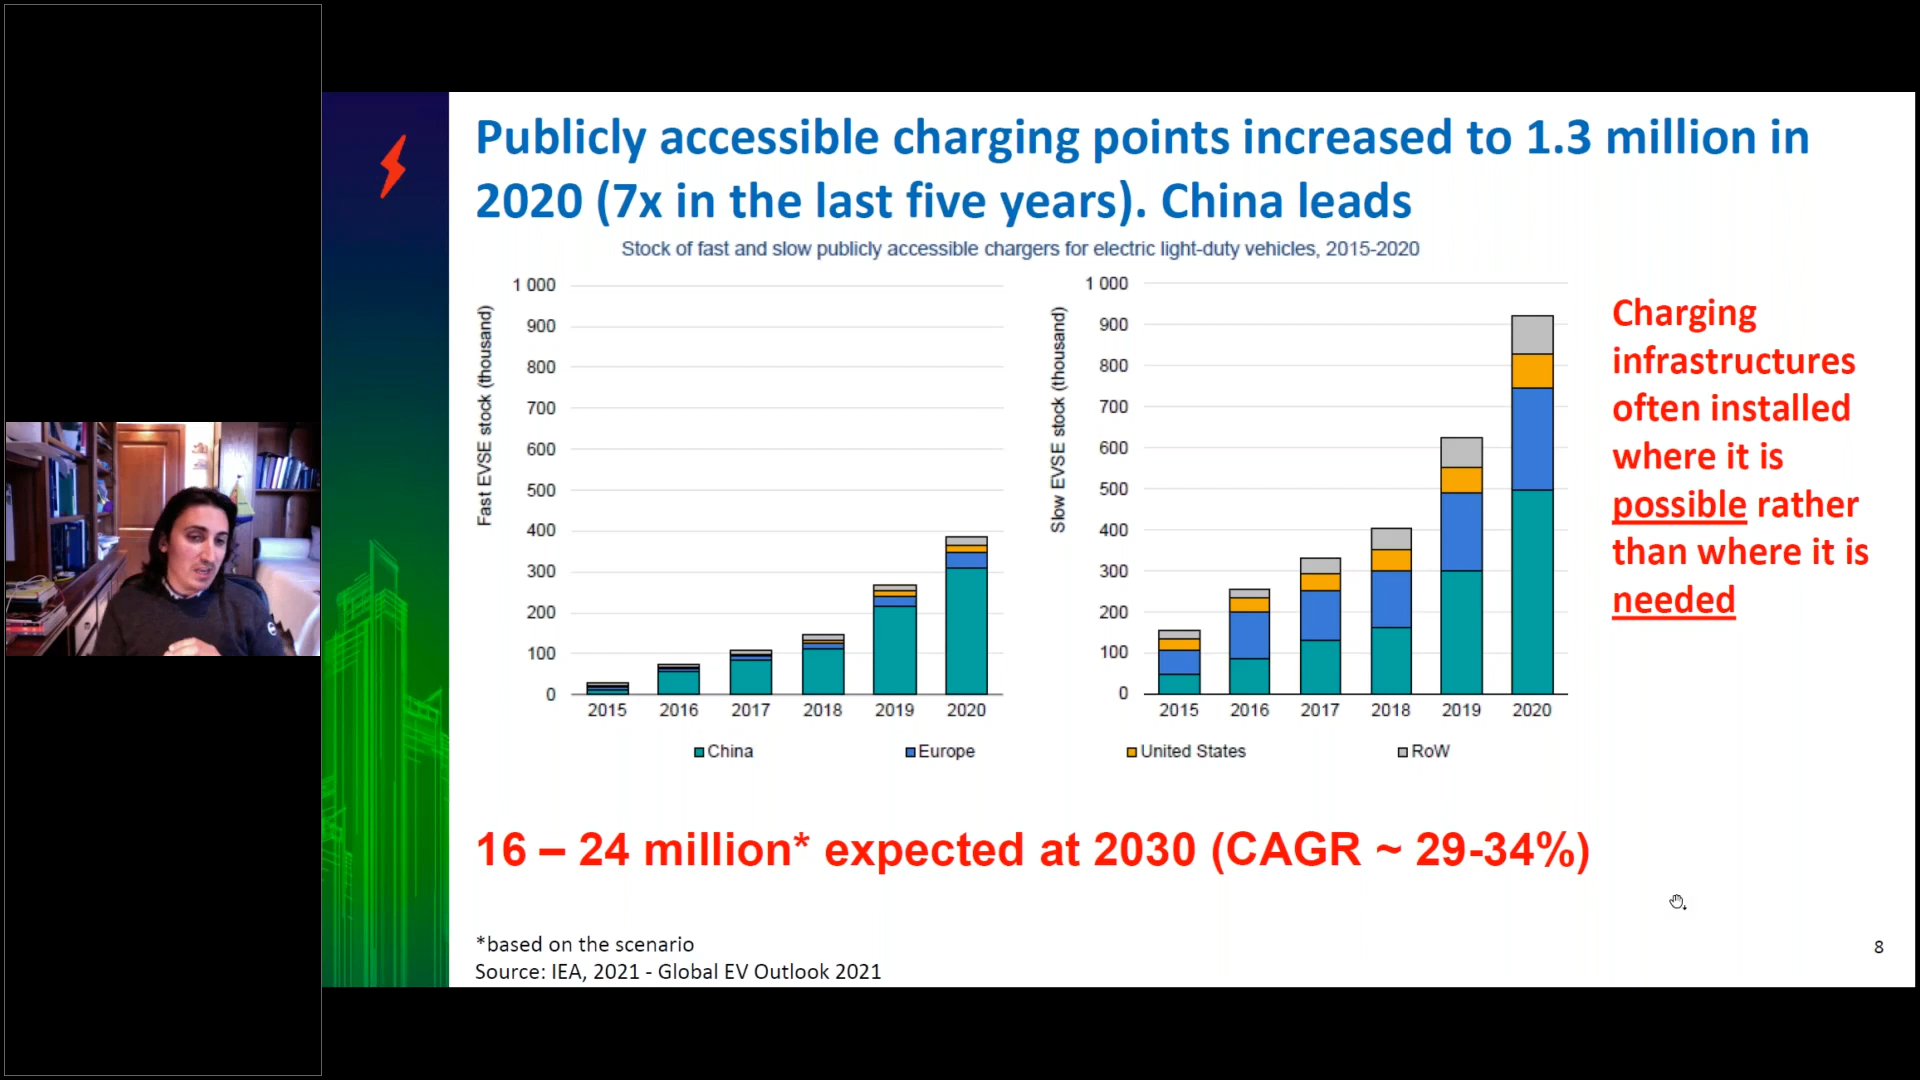 Publicly accessible charging points increased to 1.3 million in
2020 (7x in the last five years). China leads
Stock of fast and slow publicly accessible chargers for electric light-duty vehicles, 2015-2020
Fast EVSE stock (thousand)
1 000
900
800
700
600
500
400
300
200
100
0
2015 2016 2017 2018 2019 2020
Slow EVSE stock (thousand)
1 000
900
800
700
600
500
400
300
200
100
0
2015 2016 2017 2018 2019 2020
China Europe United States RoW
Charging
infrastructures
often installed
where it is
possible rather
than where it is
needed
16 – 24 million* expected at 2030 (CAGR ~ 29-34%)
*based on the scenario
Source: IEA, 2021 - Global EV Outlook 2021
8